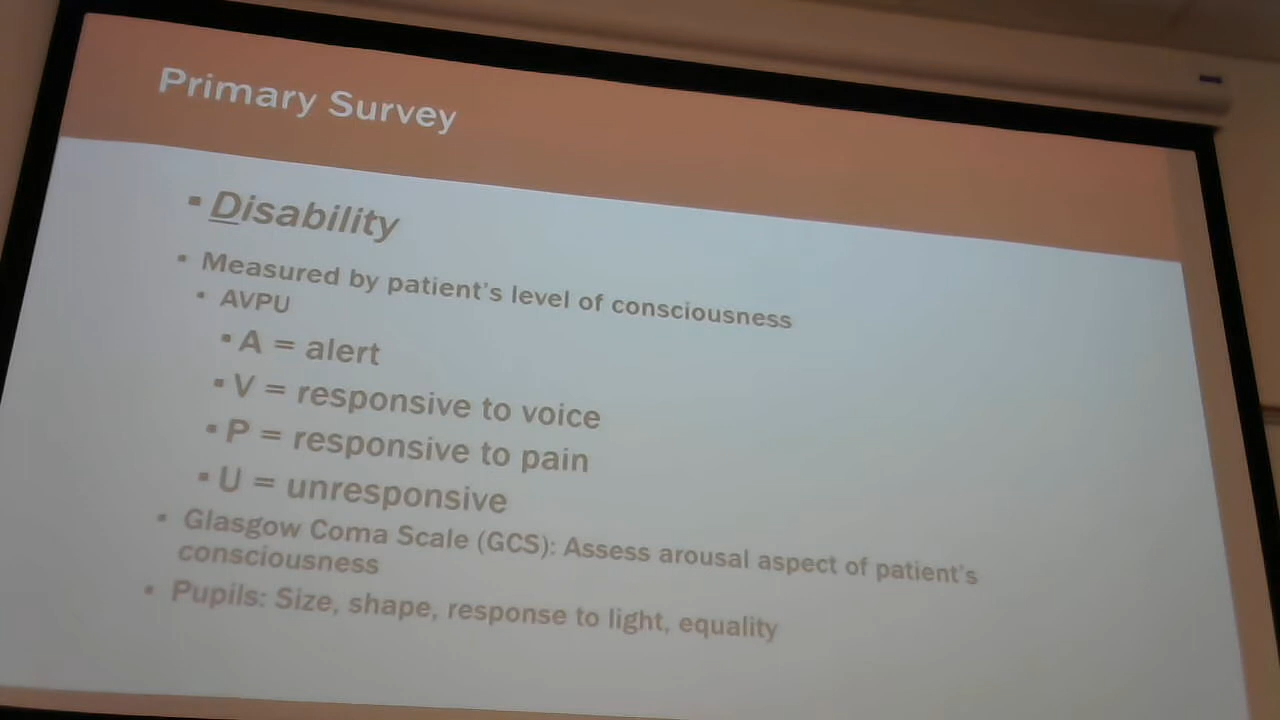 Primary Survey
▪ Disability
▪ Measured by patient's level of consciousness
▪ AVPU
▪ A = alert
▪ V = responsive to voice
▪ P = responsive to pain
▪ U = unresponsive
▪ Glasgow Coma Scale (GCS): Assess arousal aspect of patient's
consciousness
▪ Pupils: Size, shape, response to light, equality